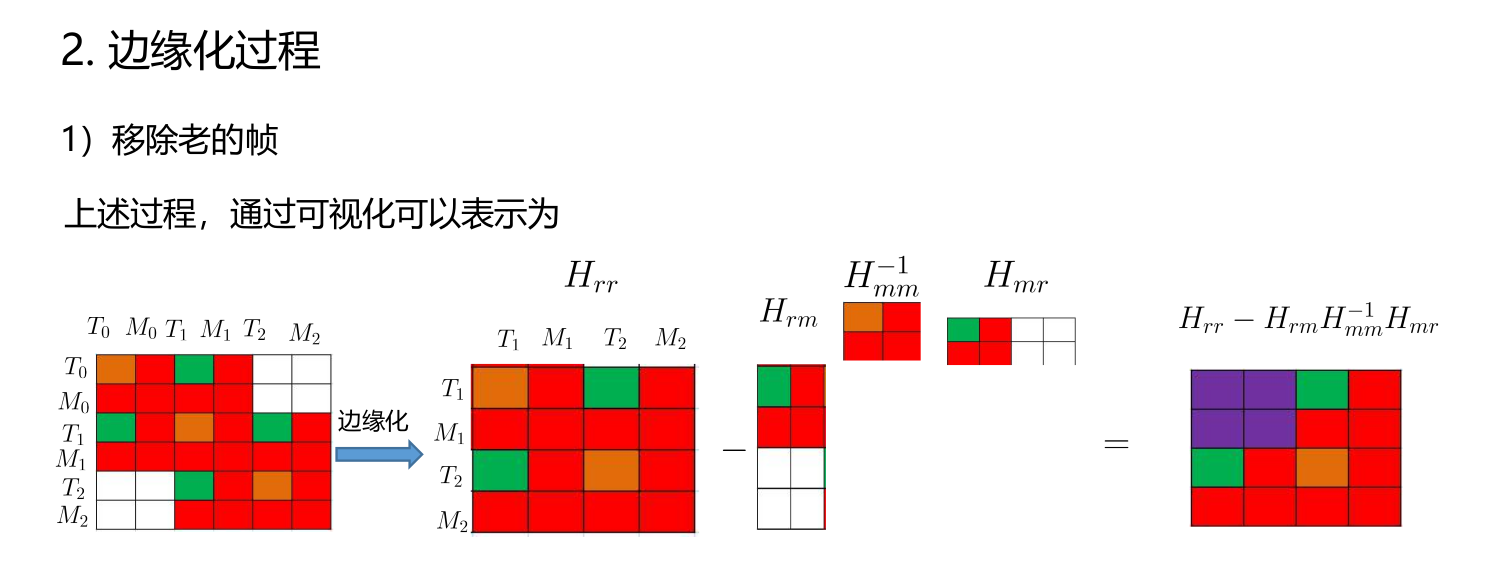 2. 边缘化过程
1）移除老的帧
上述过程，通过可视化可以表示为
H_{rr}
H_{rm}
H_{mm}^{-1}
H_{mr}
H_{rr} − H_{rm}H_{mm}^{-1}H_{mr}
T_0 M_0 T_1 M_1 T_2 M_2
T_0
M_0
T_1
M_1
T_2
M_2
边缘化
T_1 M_1 T_2 M_2
T_1
M_1
T_2
M_2
−
=